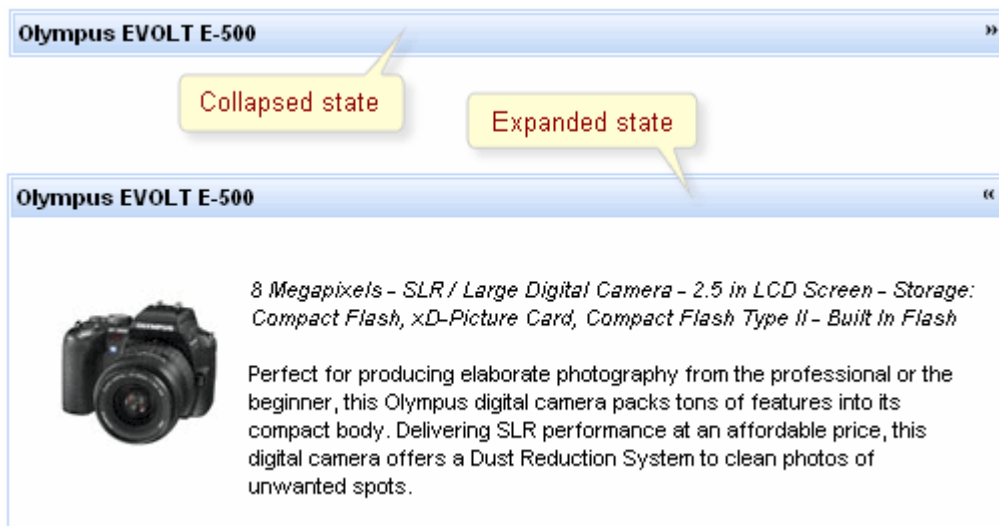 Olympus EVOLT E-500 »
Collapsed state
Expanded state
Olympus EVOLT E-500 «
8 Megapixels - SLR / Large Digital Camera - 2.5 in LCD Screen - Storage:
Compact Flash, xD-Picture Card, Compact Flash Type II - Built In Flash
OLYMPUS
Perfect for producing elaborate photography from the professional or the
beginner, this Olympus digital camera packs tons of features into its
compact body. Delivering SLR performance at an affordable price, this
digital camera offers a Dust Reduction System to clean photos of
unwanted spots.